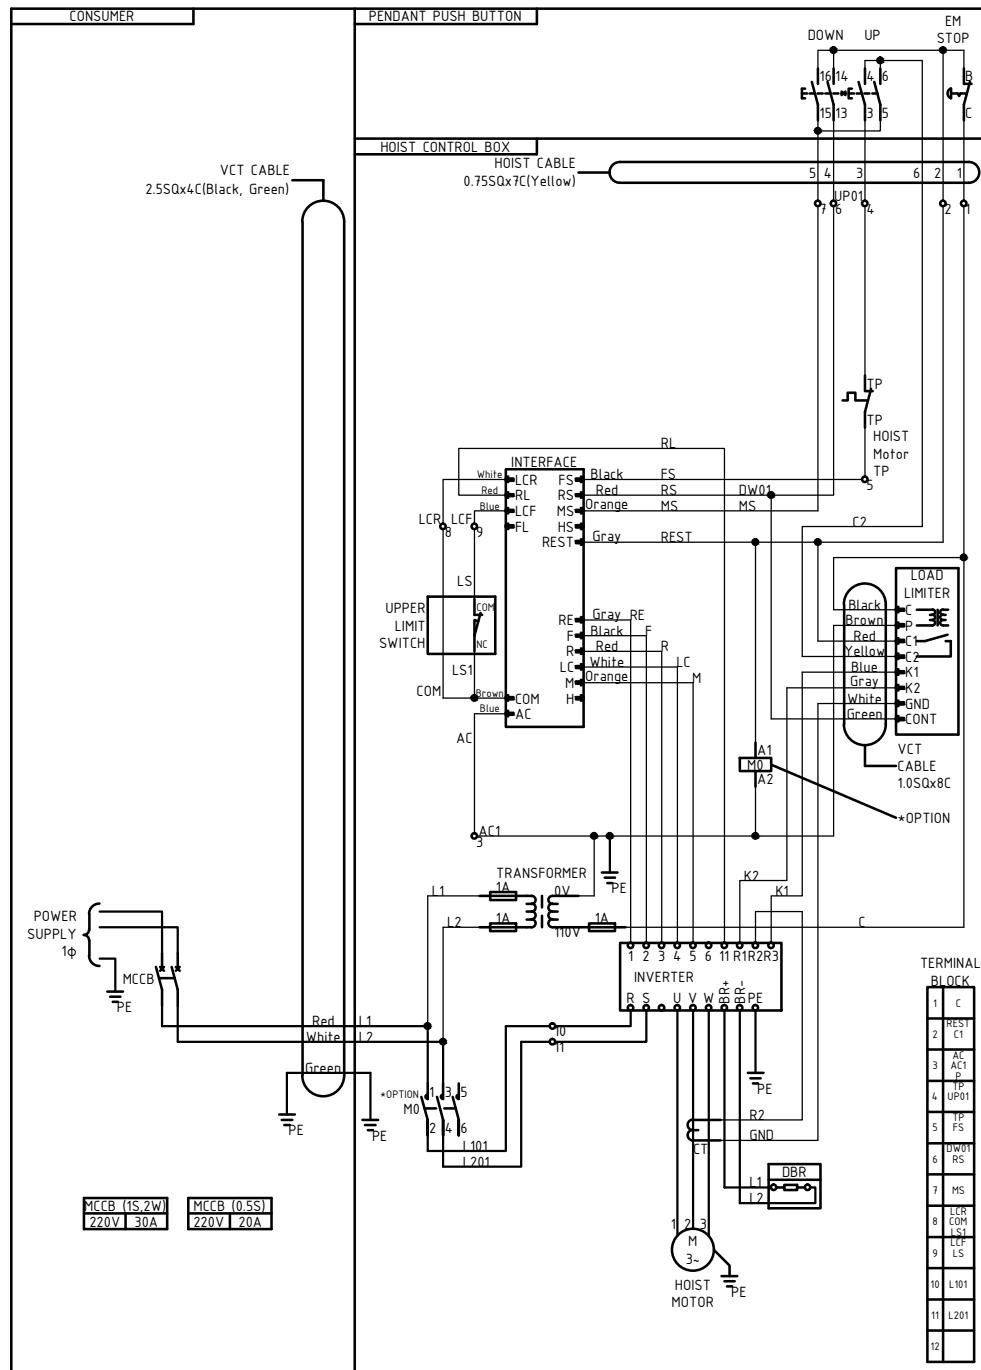 CONSUMER
PENDANT PUSH BUTTON
DOWN UP
EM
STOP
16 14
4 6
B
15 13
3 5
C
HOIST CONTROL BOX
VCT CABLE
2.5SQx4C(Black, Green)
HOIST CABLE
0.75SQx7C(Yellow)
5 4 3 6 2 1
UP01
7 6 4 2 1
TP
TP
HOIST
Motor
TP
5
RL
INTERFACE
White LCR
Red RL
Blue LCF
FL
FS Black FS
RS Red RS DW01
MS Orange MS MS
HS
REST Gray REST
C2
LCR LCF
8 9
LS
UPPER
LIMIT
SWITCH
COM
NC
LS1
COM
Brown COM
Blue AC
AC
RE Gray RE
F Black F
R Red R
LC White LC
M Orange M
H
LOAD
LIMITER
Black C
Brown P
Red C1
Yellow C2
Blue K1
Gray K2
White GND
Green CONT
VCT
CABLE
1.0SQx8C
A1
M0
A2
*OPTION
AC1
3
PE
TRANSFORMER
L1 1A 0V
L2 1A 110V 1A
K2
K1
C
POWER
SUPPLY
1ϕ
MCCB
PE
1 2 3 4 5 6 11 R1 R2 R3
INVERTER
R S U V W BR+ BR- PE
PE
Red L1
White L2
Green
PE
PE
10
11
*OPTION
M0
1 3 5
2 4 6
L101
L201
R2
GND
CT
DBR
L1
L2
1 2 3
M
3~
PE
HOIST
MOTOR
MCCB (1S,2W)
220V 30A
MCCB (0.5S)
220V 20A
TERMINAL
BLOCK
1 C
2 REST C1
3 AC AC1 P
4 TP UP01
5 TP FS
6 DW01 RS
7 MS
8 LCR COM LS1
9 LCF LS
10 L101
11 L201
12